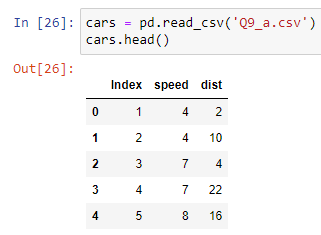 In [26]: cars = pd.read_csv('Q9_a.csv')
cars.head()
Out[26]:
Index speed dist
0 1 4 2
1 2 4 10
2 3 7 4
3 4 7 22
4 5 8 16